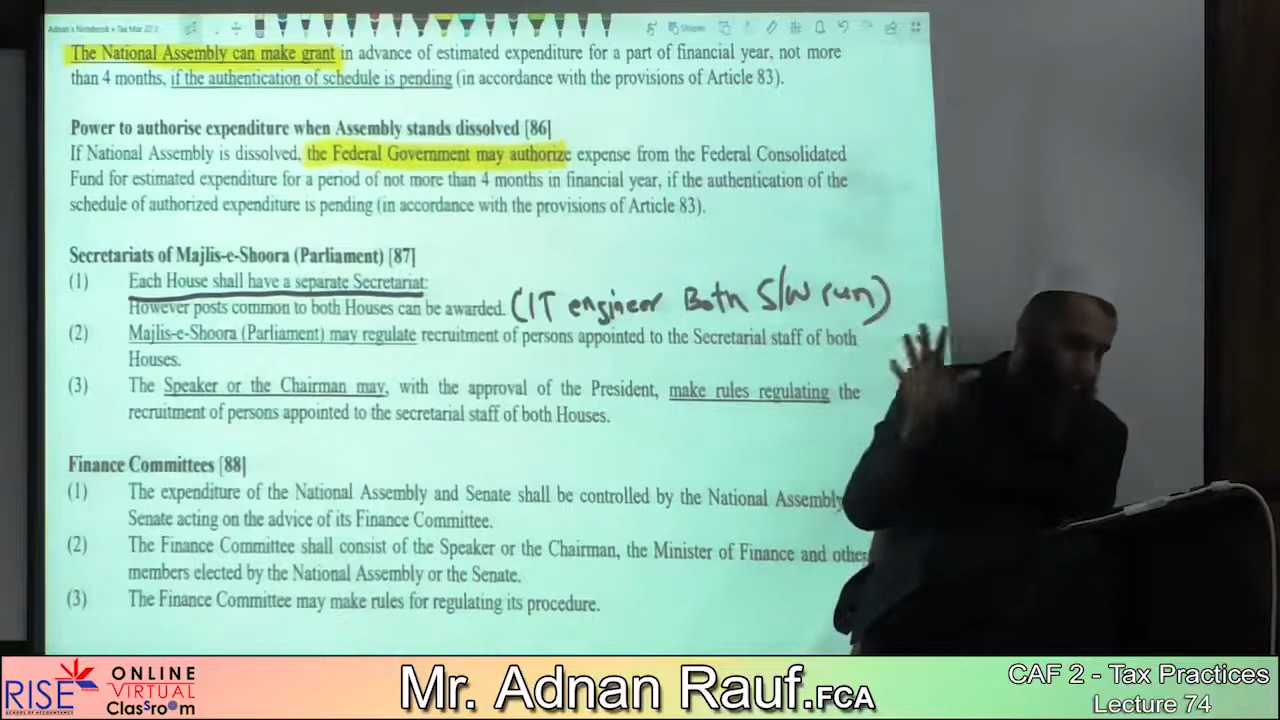 Adnan's Notebook • Tax Mar 22 2
The National Assembly can make grant in advance of estimated expenditure for a part of financial year, not more
than 4 months, if the authentication of schedule is pending (in accordance with the provisions of Article 83).
Power to authorise expenditure when Assembly stands dissolved [86]
If National Assembly is dissolved, the Federal Government may authorize expense from the Federal Consolidated
Fund for estimated expenditure for a period of not more than 4 months in financial year, if the authentication of the
schedule of authorized expenditure is pending (in accordance with the provisions of Article 83).
Secretariats of Majlis-e-Shoora (Parliament) [87]
(1) Each House shall have a separate Secretariat:
However posts common to both Houses can be awarded. (IT engineer Both S/W run)
(2) Majlis-e-Shoora (Parliament) may regulate recruitment of persons appointed to the Secretarial staff of both
Houses.
(3) The Speaker or the Chairman may, with the approval of the President, make rules regulating the
recruitment of persons appointed to the secretarial staff of both Houses.
Finance Committees [88]
(1) The expenditure of the National Assembly and Senate shall be controlled by the National Assembly
Senate acting on the advice of its Finance Committee.
(2) The Finance Committee shall consist of the Speaker or the Chairman, the Minister of Finance and other
members elected by the National Assembly or the Senate.
(3) The Finance Committee may make rules for regulating its procedure.
RISE
SCHOOL OF ACCOUNTANCY
ONLINE
VIRTUAL
Classroom
Mr. Adnan Rauf.FCA
CAF 2 - Tax Practices
Lecture 74